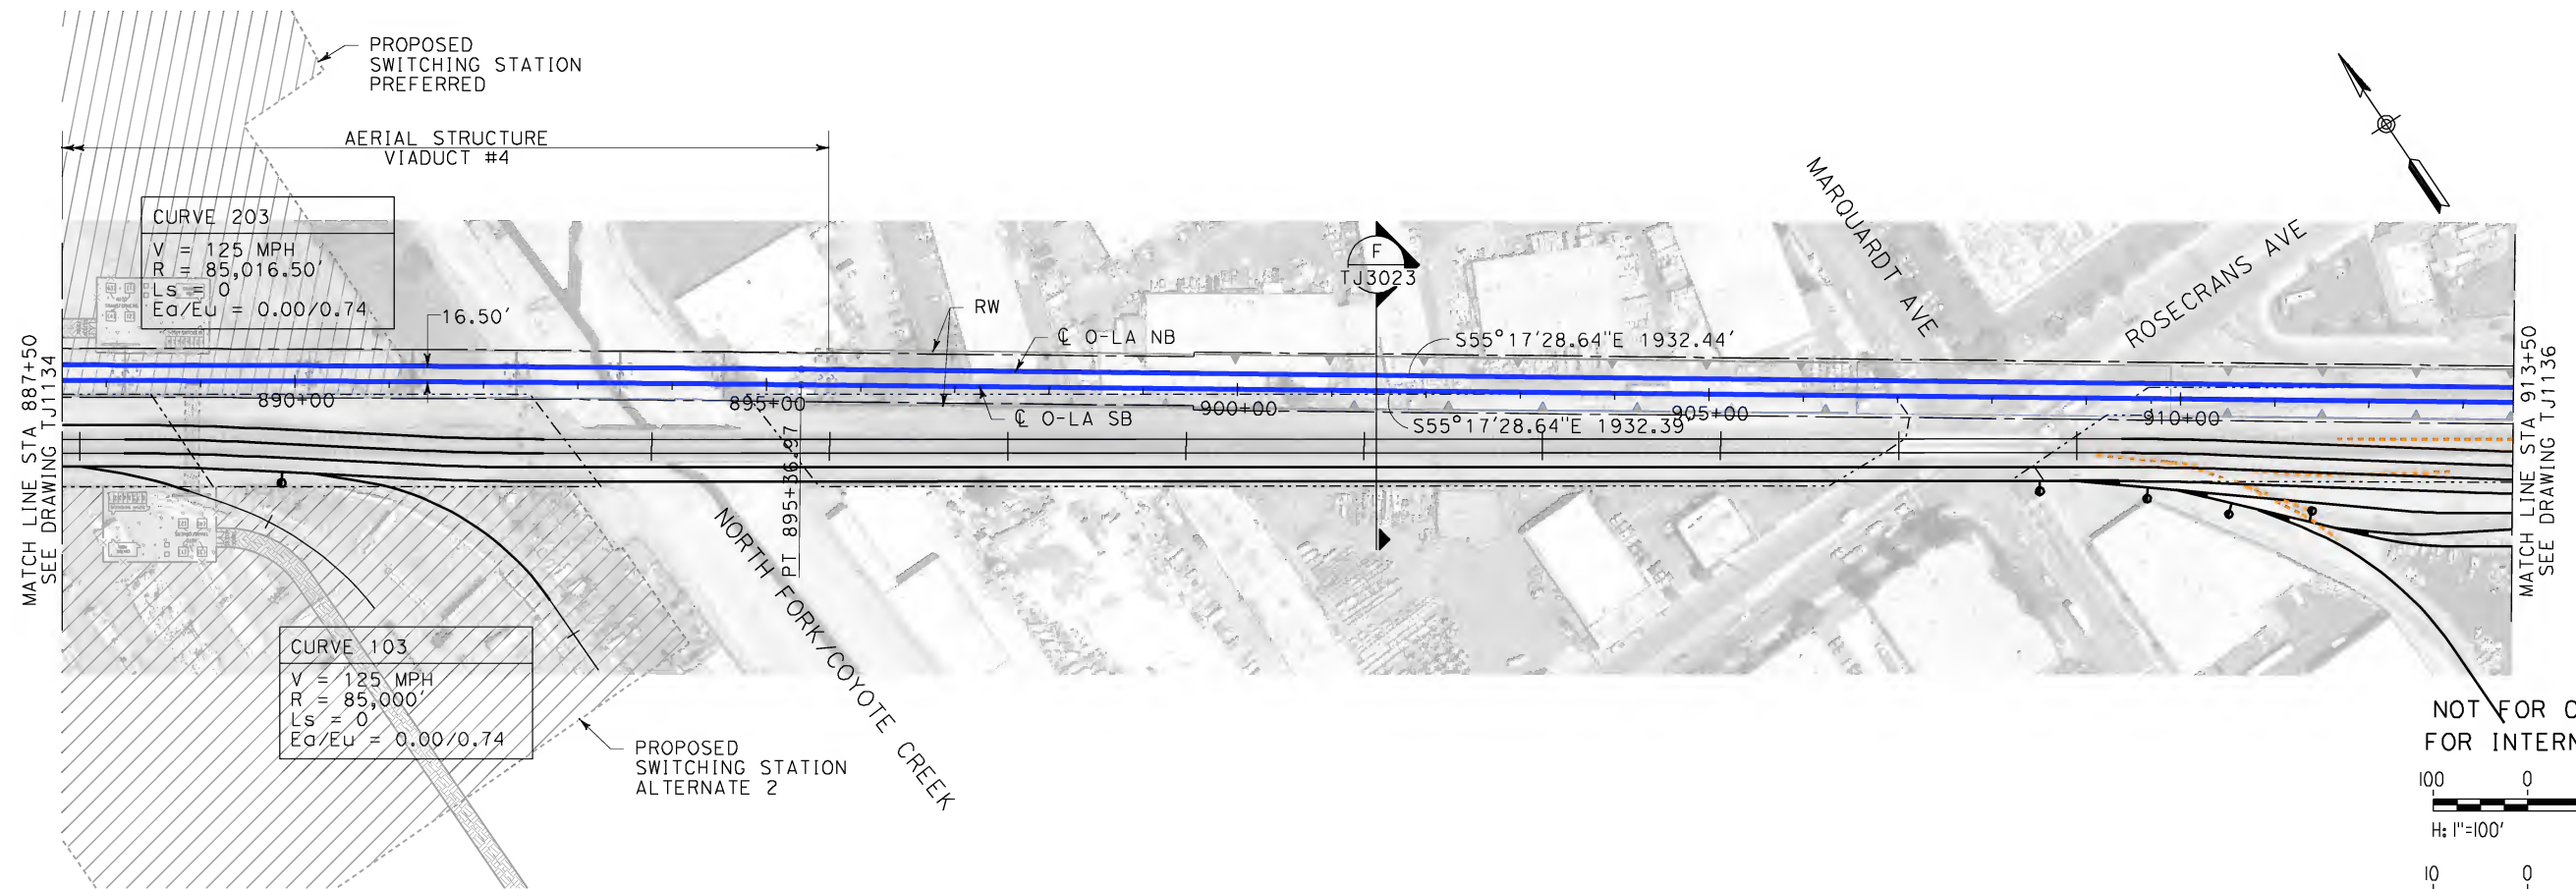 PROPOSED
SWITCHING STATION
PREFERRED
AERIAL STRUCTURE
VIADUCT #4
CURVE 203
V = 125 MPH
R = 85,016.50'
Ls = 0
Ea/Eu = 0.00/0.74
16.50'
RW
℄ O-LA NB
℄ O-LA SB
F
TJ3023
S55°17'28.64"E 1932.44'
S55°17'28.64"E 1932.39'
MARQUARDT AVE
ROSECRANS AVE
890+00
895+00
900+00
905+00
910+00
MATCH LINE STA 887+50
SEE DRAWING TJ1134
MATCH LINE STA 913+50
SEE DRAWING TJ1136
PT 895+36.97
NORTH FORK/COYOTE CREEK
CURVE 103
V = 125 MPH
R = 85,000'
Ls = 0
Ea/Eu = 0.00/0.74
PROPOSED
SWITCHING STATION
ALTERNATE 2
NOT FOR
FOR INTERN
100 0
H: 1"=100'
10 0